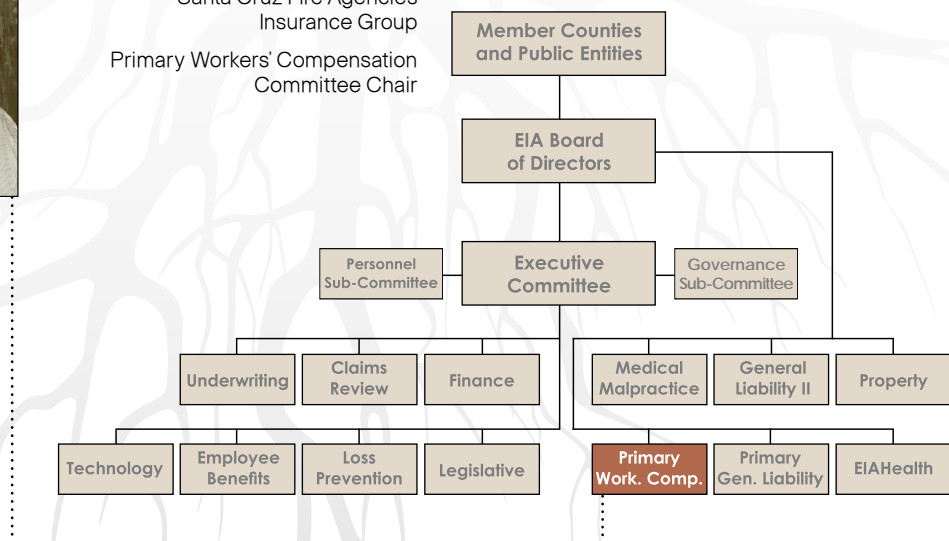 Santa Cruz Fire Agencies
Insurance Group
Primary Workers’ Compensation
Committee Chair
Member Counties
and Public Entities
EIA Board
of Directors
Executive
Committee
Personnel
Sub-Committee
Governance
Sub-Committee
Underwriting
Claims
Review
Finance
Medical
Malpractice
General
Liability II
Property
Technology
Employee
Benefits
Loss
Prevention
Legislative
Primary
Work. Comp.
Primary
Gen. Liability
EIAHealth